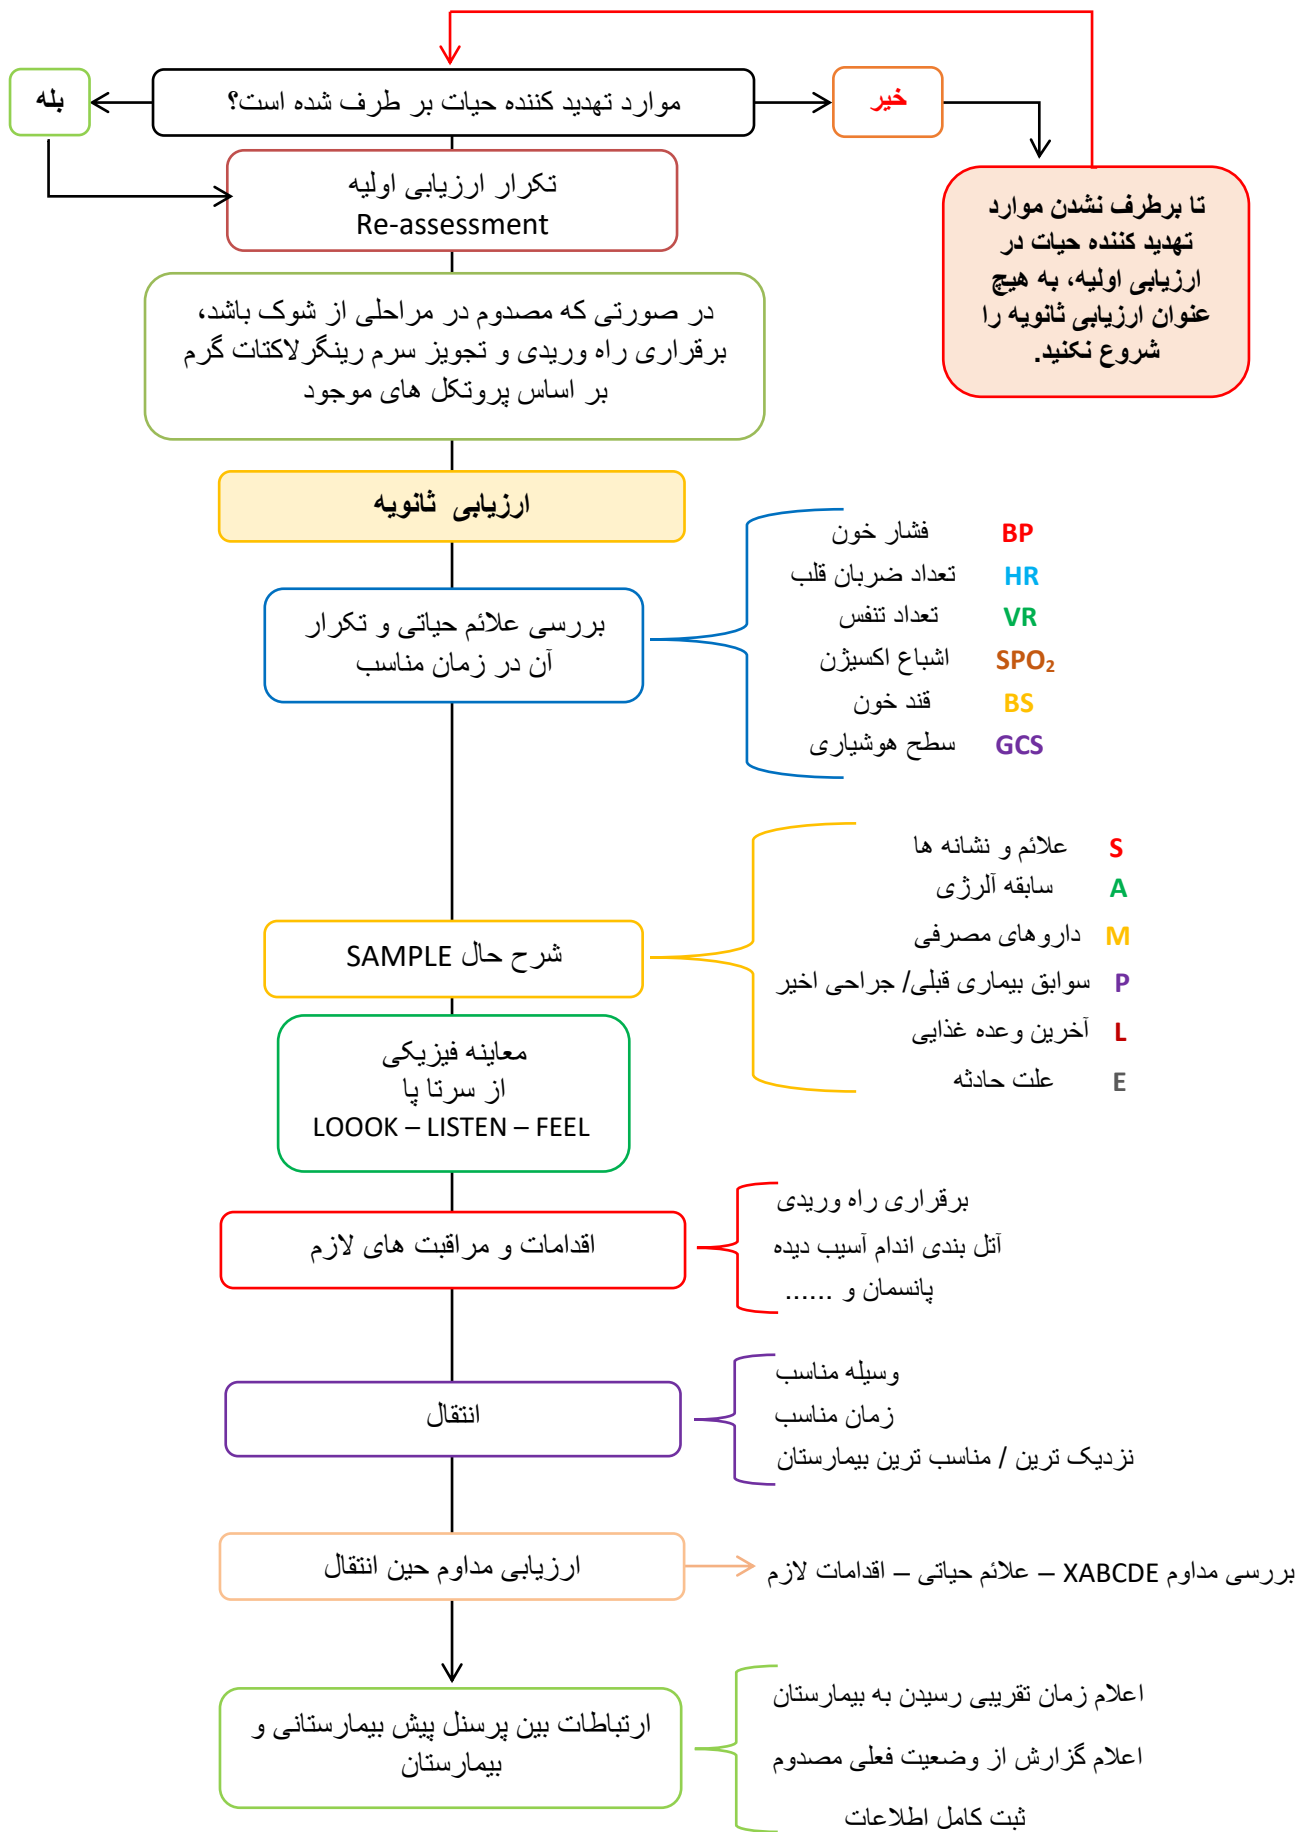 موارد تهدید کننده حیات بر طرف شده است؟
بله
خیر
تکرار ارزیابی اولیه
Re-assessment
تا برطرف نشدن موارد
تهدید کننده حیات در
ارزیابی اولیه، به هیچ
عنوان ارزیابی ثانویه را
شروع نکنید.
در صورتی که مصدوم در مراحلی از شوک باشد،
برقراری راه وریدی و تجویز سرم رینگرلاکتات گرم
بر اساس پروتکل های موجود
ارزیابی ثانویه
بررسی علائم حیاتی و تکرار
آن در زمان مناسب
BP فشار خون
HR تعداد ضربان قلب
VR تعداد تنفس
SPO₂ اشباع اکسیژن
BS قند خون
GCS سطح هوشیاری
شرح حال SAMPLE
S علائم و نشانه ها
A سابقه آلرژی
M داروهای مصرفی
P سوابق بیماری قبلی/ جراحی اخیر
L آخرین وعده غذایی
E علت حادثه
معاینه فیزیکی
از سرتا پا
LOOOK – LISTEN – FEEL
اقدامات و مراقبت های لازم
برقراری راه وریدی
آتل بندی اندام آسیب دیده
پانسمان و ......
انتقال
وسیله مناسب
زمان مناسب
نزدیک ترین / مناسب ترین بیمارستان
ارزیابی مداوم حین انتقال
بررسی مداوم XABCDE – علائم حیاتی – اقدامات لازم
ارتباطات بین پرسنل پیش بیمارستانی و
بیمارستان
اعلام زمان تقریبی رسیدن به بیمارستان
اعلام گزارش از وضعیت فعلی مصدوم
ثبت کامل اطلاعات